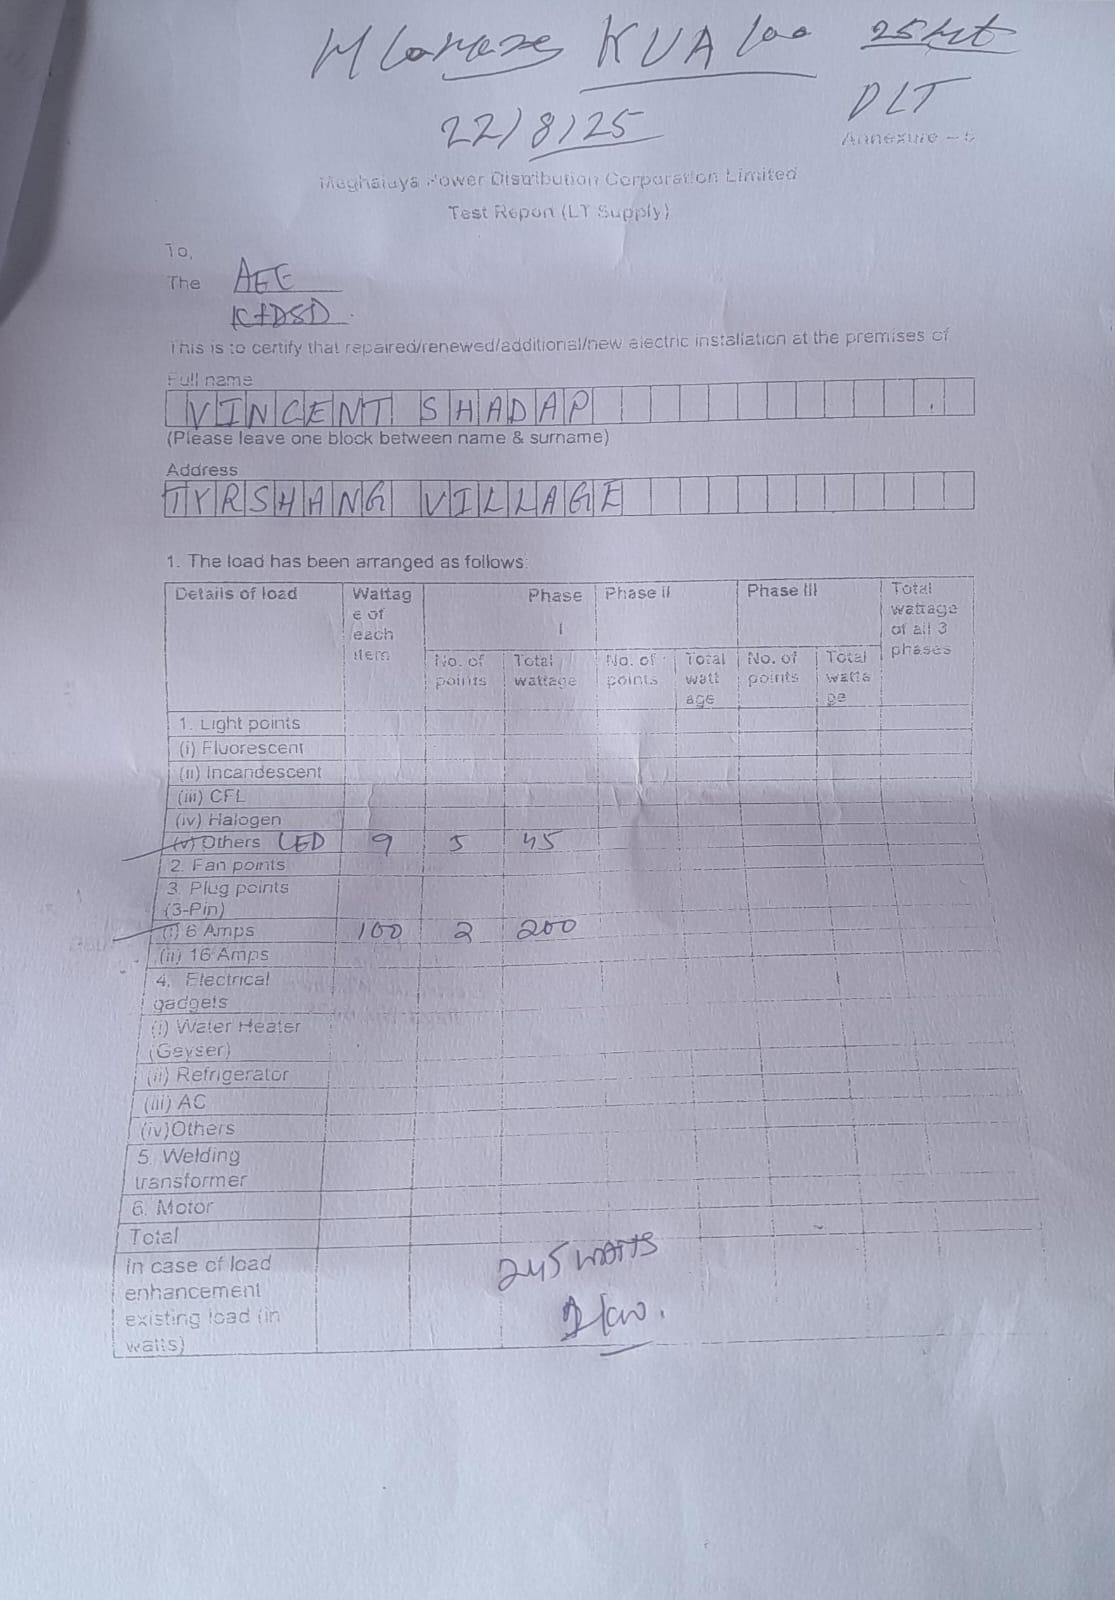 KVA 100 25 mt
22/8/25
DLT
Annexure – 5
Meghalaya Power Distribution Corporation Limited
Test Report (LT Supply)
To,
The AEE
KTDSD.
This is to certify that repaired/renewed/additional/new electric installation at the premises of
Full name
VINCENT SHADAP
(Please leave one block between name & surname)
Address
TYRSHANG VILLAGE
1. The load has been arranged as follows:
Details of load Wattage of each item Phase I Phase II Phase III Total wattage of all 3 phases
No. of points Total wattage No. of points Total watt age No. of points Total watta ge
1. Light points
(i) Fluorescent
(ii) Incandescent
(iii) CFL
(iv) Halogen
(v) Others LED 9 5 45
2. Fan points
3. Plug points
(3-Pin)
(i) 6 Amps 100 2 200
(ii) 16 Amps
4. Electrical
gadgets
(i) Water Heater
(Geyser)
(ii) Refrigerator
(iii) AC
(iv)Others
5. Welding
transformer
6. Motor
Total
in case of load
enhancement
existing load (in
watts)
245 WATTS
1 kw.